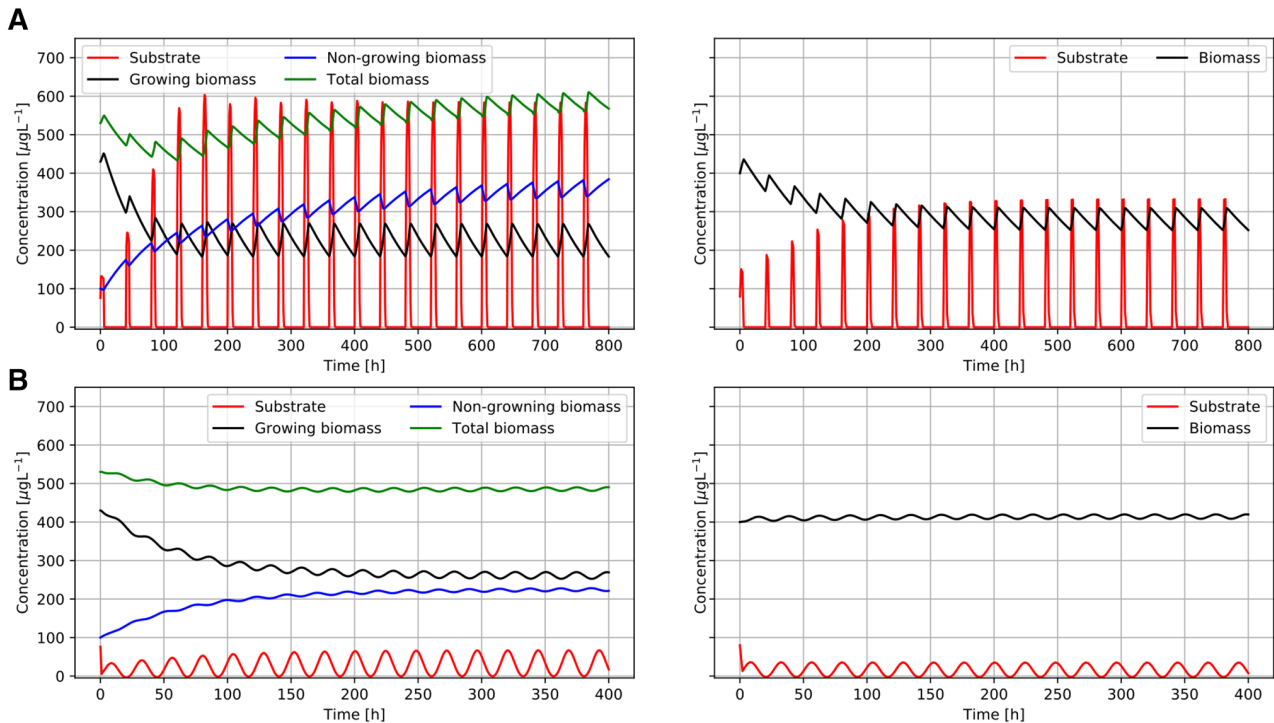 A
Substrate
Growing biomass
Non-growing biomass
Total biomass
700
600
500
400
300
200
100
0
Concentration [μgL⁻¹]
0 100 200 300 400 500 600 700 800
Time [h]
Substrate
Biomass
Concentration [μgL⁻¹]
0 100 200 300 400 500 600 700 800
Time [h]
B
Substrate
Growing biomass
Non-growning biomass
Total biomass
700
600
500
400
300
200
100
0
Concentration [μgL⁻¹]
0 50 100 150 200 250 300 350 400
Time [h]
Substrate
Biomass
Concentration [μgL⁻¹]
0 50 100 150 200 250 300 350 400
Time [h]